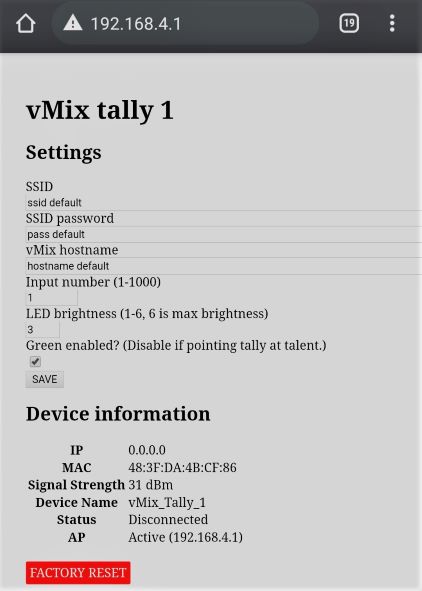 192.168.4.1
19
vMix tally 1
Settings
SSID
ssid default
SSID password
pass default
vMix hostname
hostname default
Input number (1-1000)
1
LED brightness (1-6, 6 is max brightness)
3
Green enabled? (Disable if pointing tally at talent.)
SAVE
Device information
IP 0.0.0.0
MAC 48:3F:DA:4B:CF:86
Signal Strength 31 dBm
Device Name vMix_Tally_1
Status Disconnected
AP Active (192.168.4.1)
FACTORY RESET